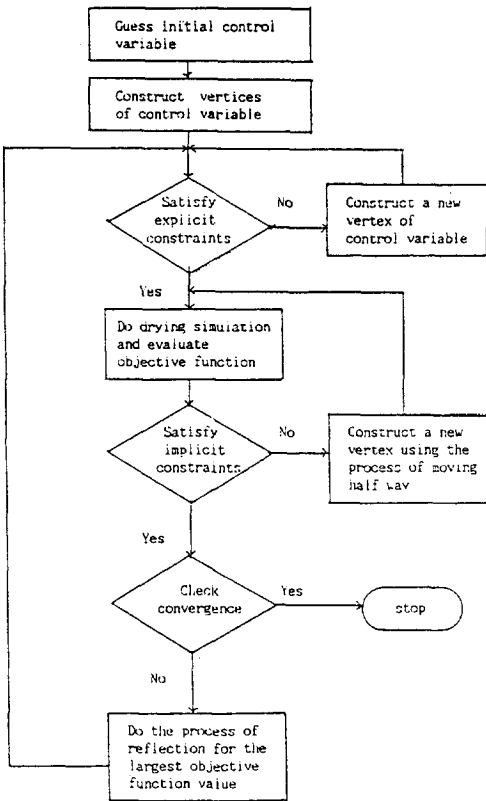 Guess initial control
variable
Construct vertices
of control variable
Satisfy
explicit
constraints
No
Construct a new
vertex of
control variable
Yes
Do drying simulation
and evaluate
objective function
Satisfy
implicit
constraints
No
Construct a new
vertex using the
process of moving
half way
Yes
Check
convergence
Yes
stop
No
Do the process of
reflection for the
largest objective
function value